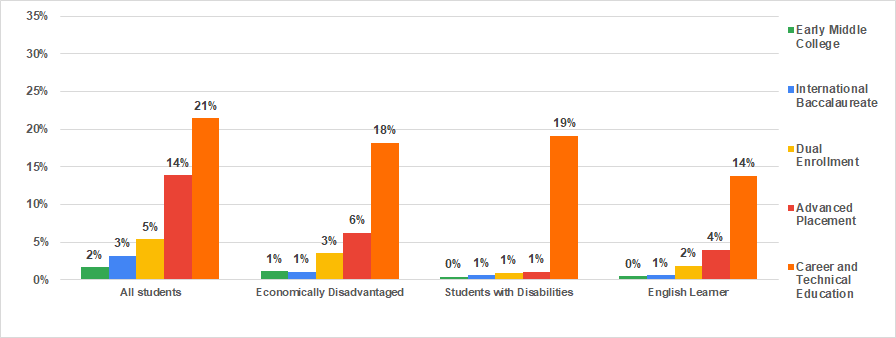 35%
30%
25%
20%
15%
10%
5%
0%
2%
3%
5%
14%
21%
1%
1%
3%
6%
18%
0%
1%
1%
1%
19%
0%
1%
2%
4%
14%
All students
Economically Disadvantaged
Students with Disabilities
English Learner
Early Middle
College
International
Baccalaureate
Dual
Enrollment
Advanced
Placement
Career and
Technical
Education